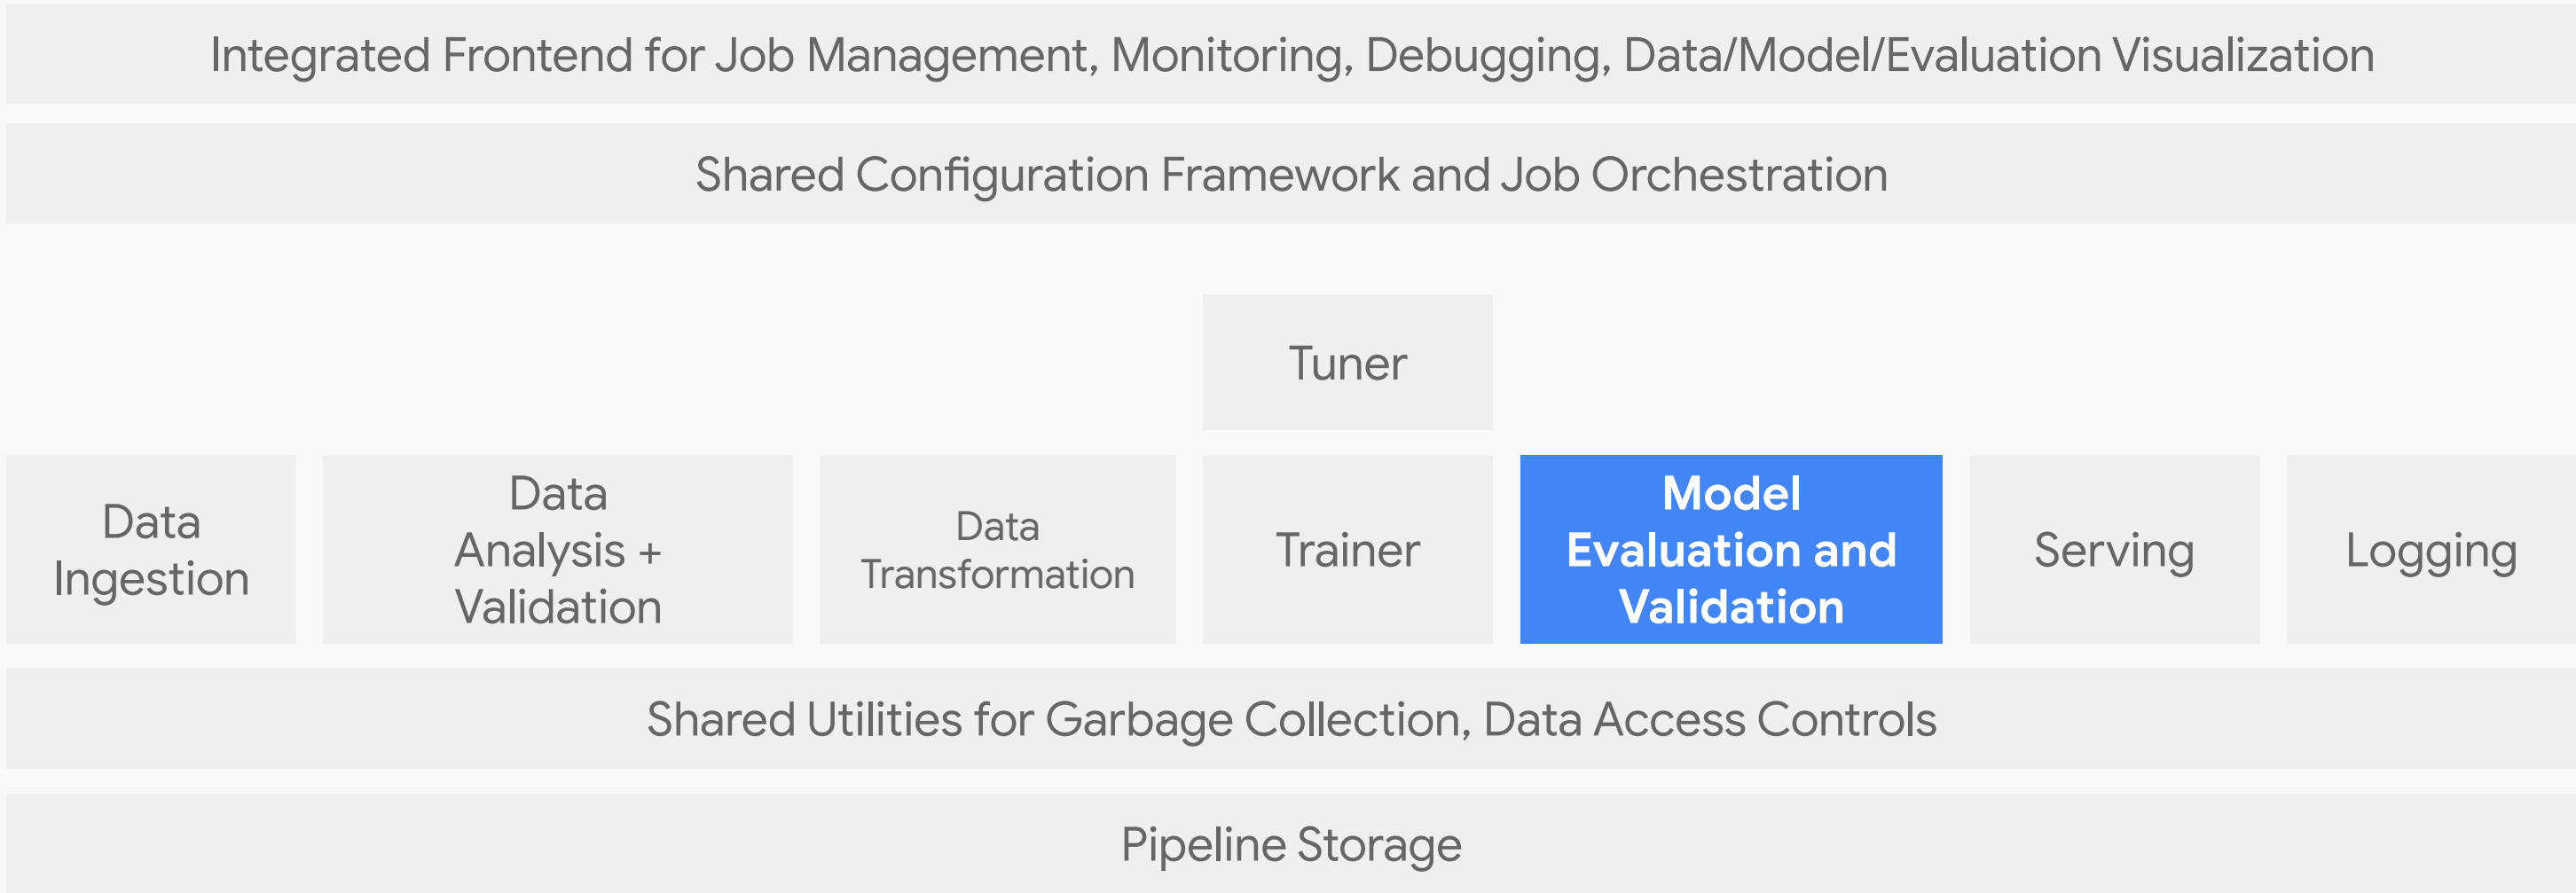 Integrated Frontend for Job Management, Monitoring, Debugging, Data/Model/Evaluation Visualization
Shared Configuration Framework and Job Orchestration
Tuner
Data
Ingestion
Data
Analysis +
Validation
Data
Transformation
Trainer
Model
Evaluation and
Validation
Serving
Logging
Shared Utilities for Garbage Collection, Data Access Controls
Pipeline Storage